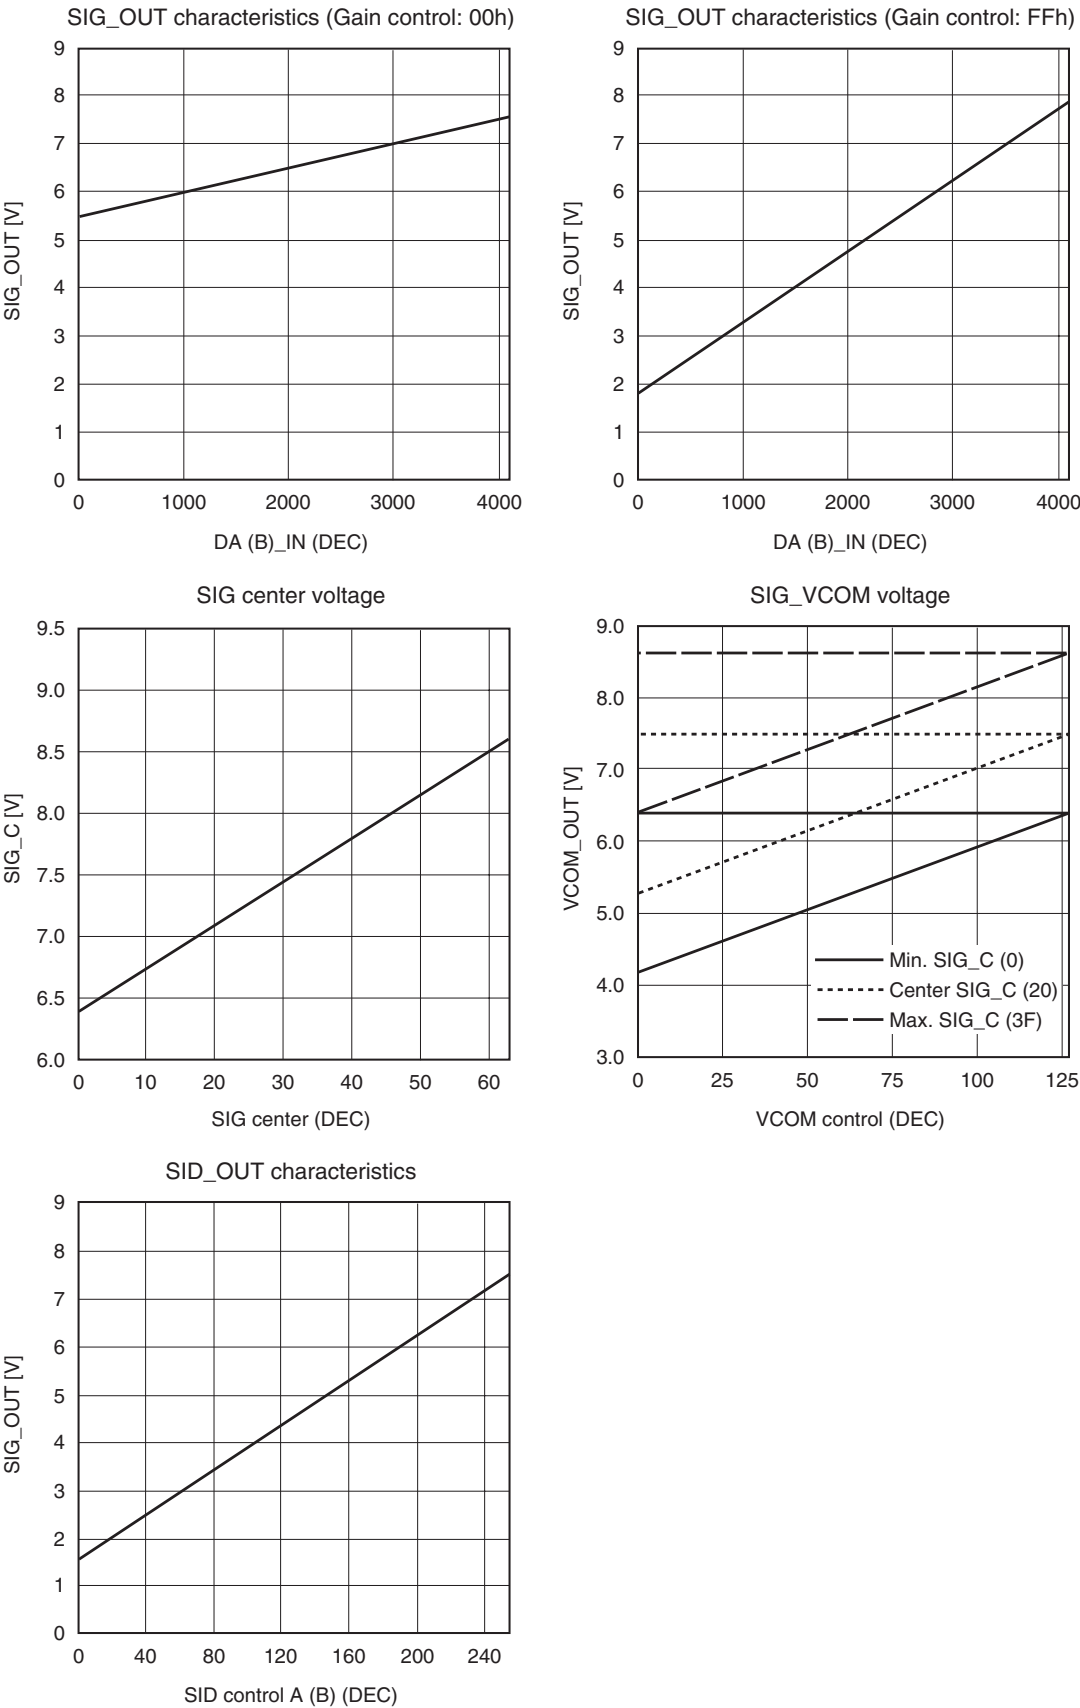 SIG_OUT characteristics (Gain control: 00h)
9
8
7
6
5
4
3
2
1
0
SIG_OUT [V]
0 1000 2000 3000 4000
DA (B)_IN (DEC)
SIG_OUT characteristics (Gain control: FFh)
9
8
7
6
5
4
3
2
1
0
SIG_OUT [V]
0 1000 2000 3000 4000
DA (B)_IN (DEC)
SIG center voltage
9.5
9.0
8.5
8.0
7.5
7.0
6.5
6.0
SIG_C [V]
0 10 20 30 40 50 60
SIG center (DEC)
SIG_VCOM voltage
9.0
8.0
7.0
6.0
5.0
4.0
3.0
VCOM_OUT [V]
Min. SIG_C (0)
Center SIG_C (20)
Max. SIG_C (3F)
0 25 50 75 100 125
VCOM control (DEC)
SID_OUT characteristics
9
8
7
6
5
4
3
2
1
0
SIG_OUT [V]
0 40 80 120 160 200 240
SID control A (B) (DEC)